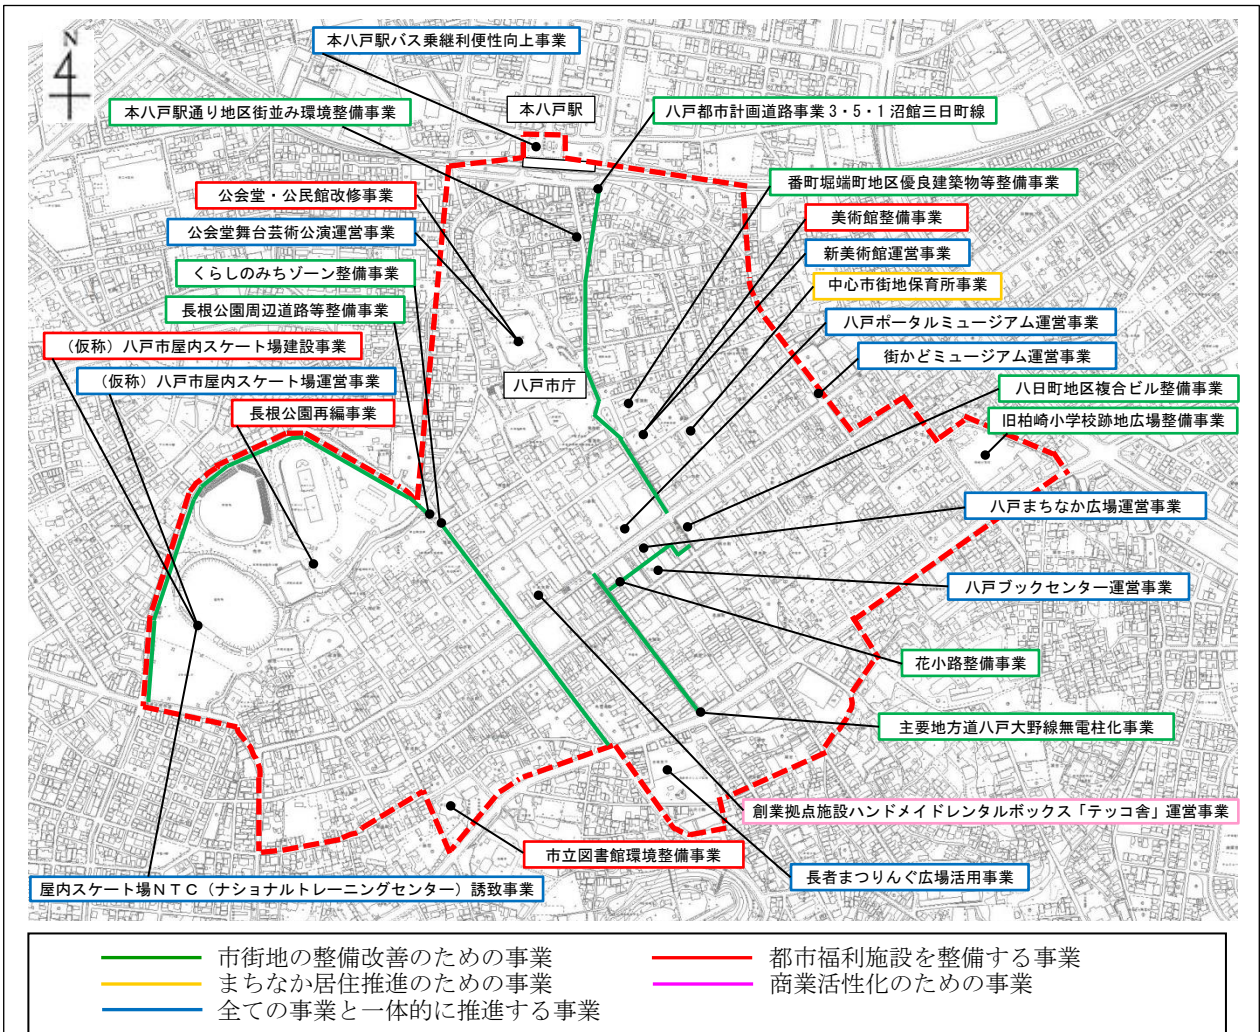 N
本八戸駅バス乗継利便性向上事業
本八戸駅通り地区街並み環境整備事業
本八戸駅
八戸都市計画道路事業3・5・1沼館三日町線
番町堀端町地区優良建築物等整備事業
公会堂・公民館改修事業
美術館整備事業
公会堂舞台芸術公演運営事業
新美術館運営事業
くらしのみちゾーン整備事業
中心市街地保育所事業
長根公園周辺道路等整備事業
八戸ポータルミュージアム運営事業
(仮称)八戸市屋内スケート場建設事業
街かどミュージアム運営事業
(仮称)八戸市屋内スケート場運営事業
八戸市庁
八日町地区複合ビル整備事業
長根公園再編事業
旧柏崎小学校跡地広場整備事業
八戸まちなか広場運営事業
八戸ブックセンター運営事業
花小路整備事業
主要地方道八戸大野線無電柱化事業
創業拠点施設ハンドメイドレンタルボックス「テッコ舎」運営事業
市立図書館環境整備事業
長者まつりんぐ広場活用事業
屋内スケート場NTC(ナショナルトレーニングセンター)誘致事業
市街地の整備改善のための事業
都市福利施設を整備する事業
まちなか居住推進のための事業
商業活性化のための事業
全ての事業と一体的に推進する事業